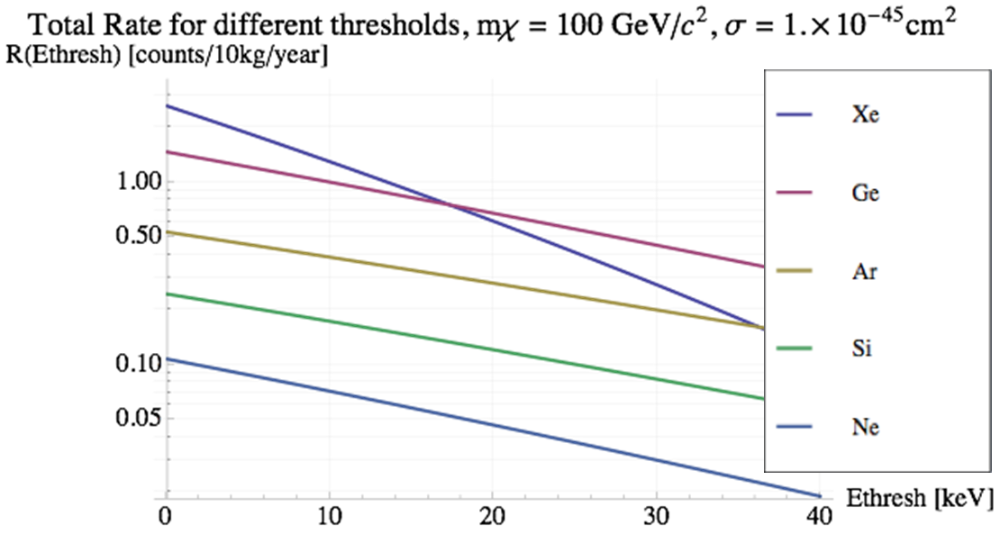 Total Rate for different thresholds, mχ = 100 GeV/c², σ = 1.×10⁻⁴⁵cm²
R(Ethresh) [counts/10kg/year]
Xe
Ge
Ar
Si
Ne
1.00
0.50
0.10
0.05
0 10 20 30 40
Ethresh [keV]